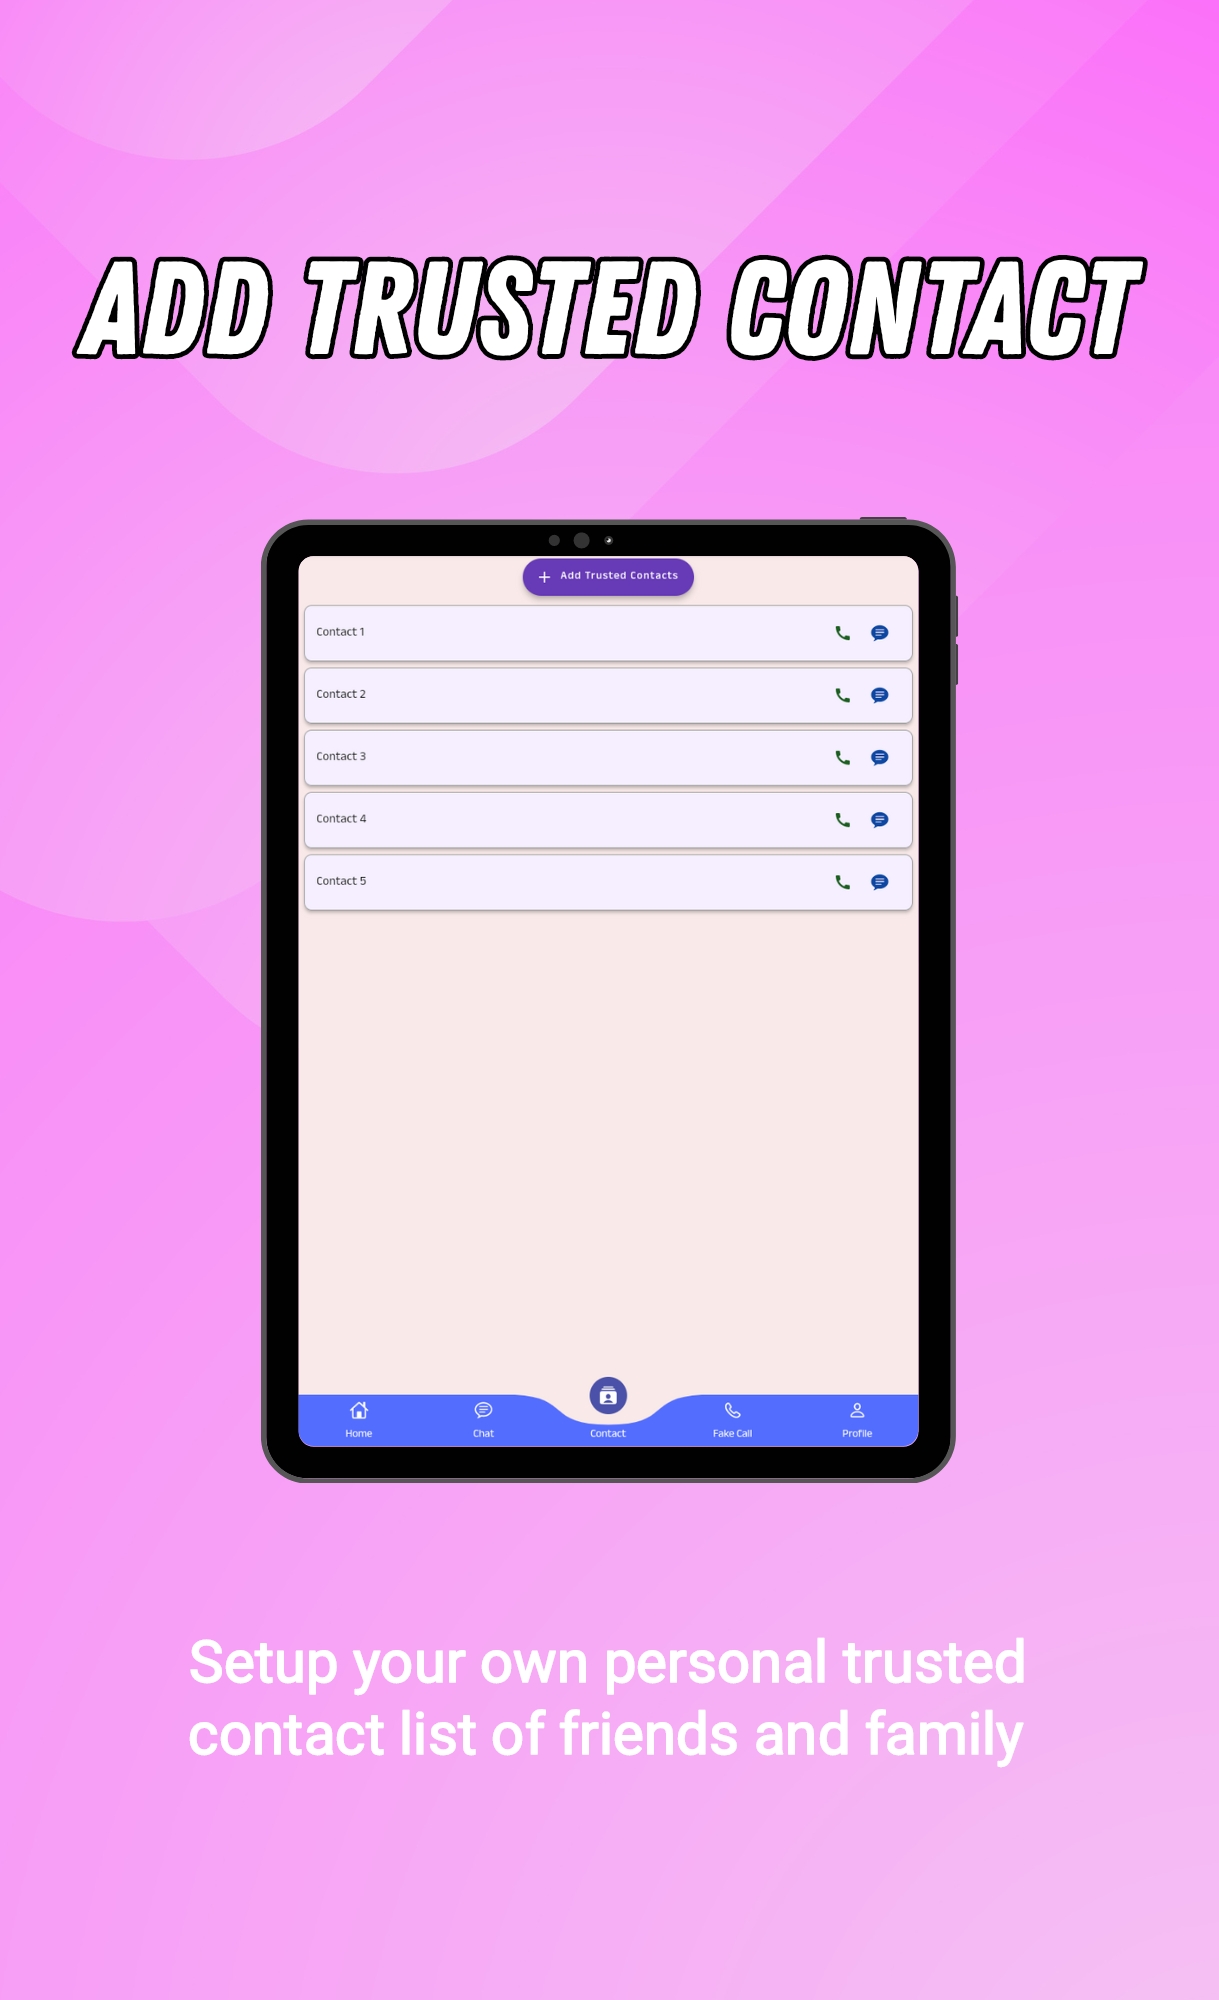 ADD TRUSTED CONTACT
Add Trusted Contacts
Contact 1
Contact 2
Contact 3
Contact 4
Contact 5
Home
Chat
Contact
Fake Call
Profile
Setup your own personal trusted
contact list of friends and family